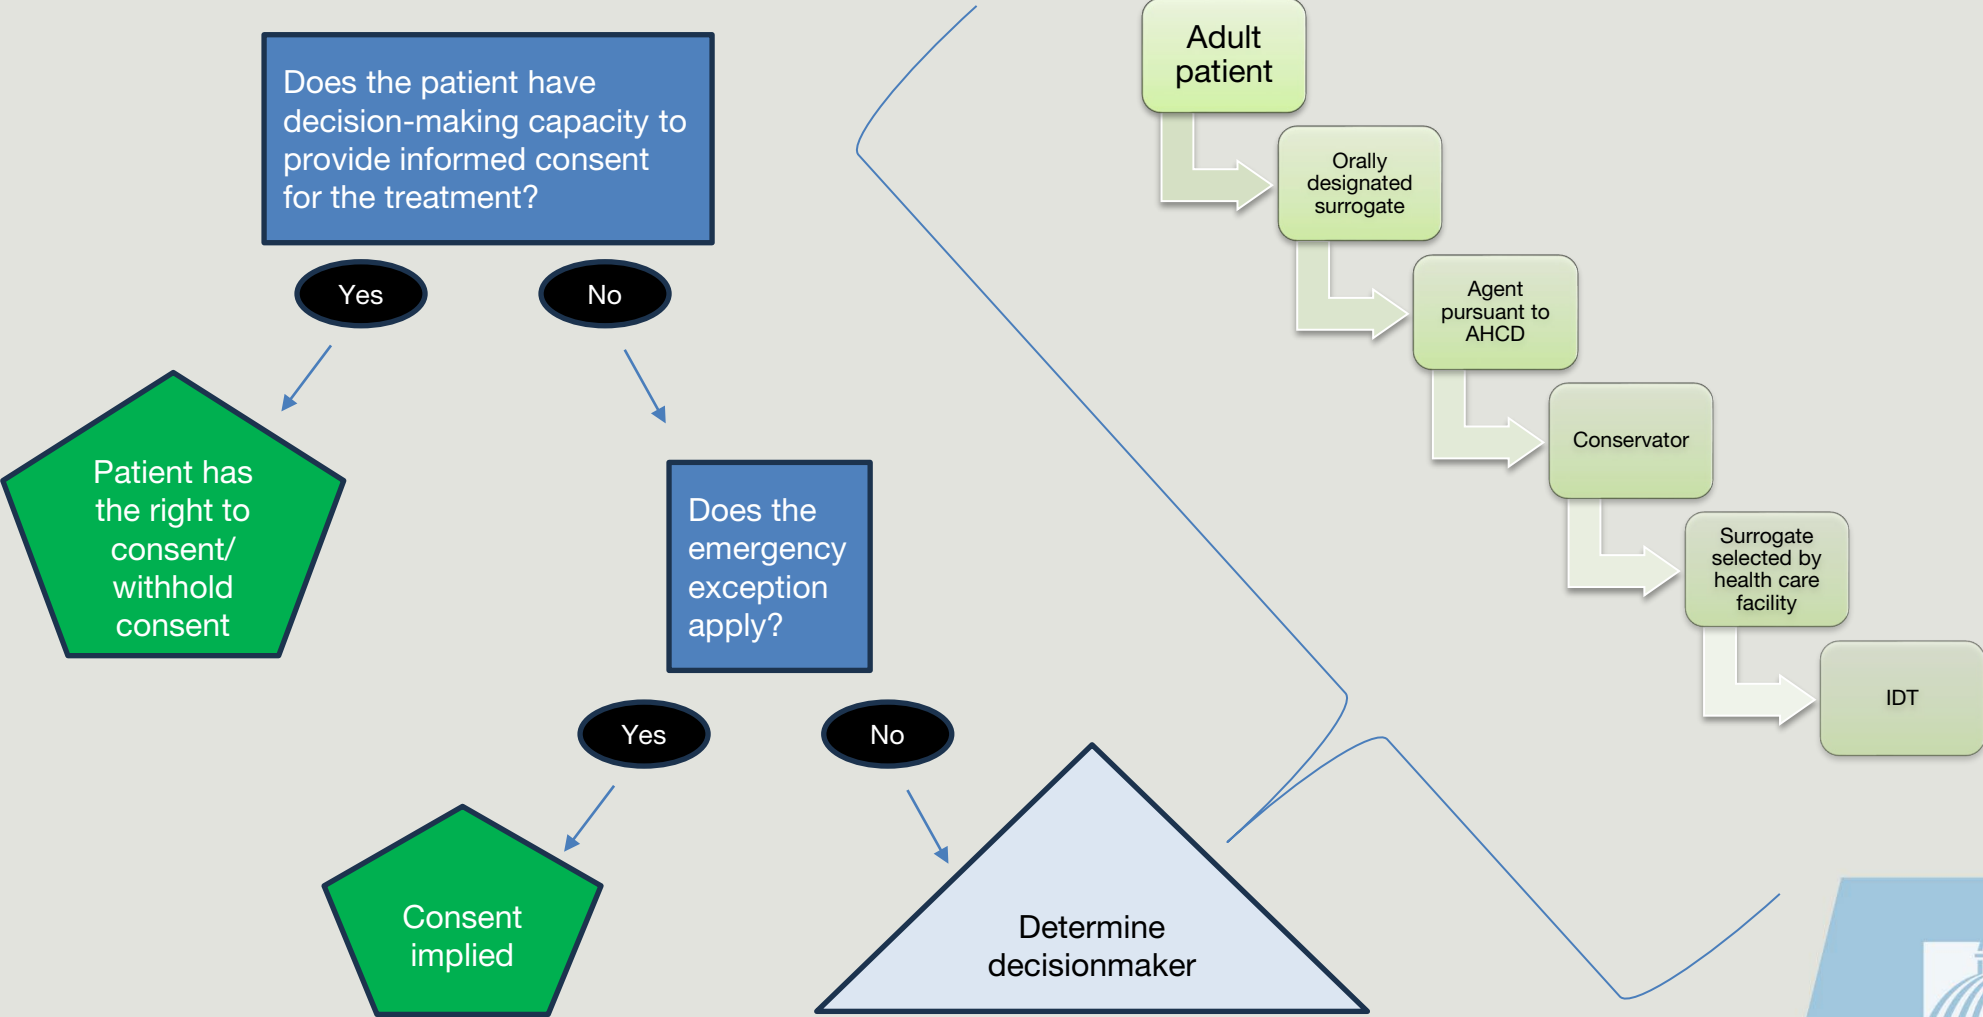 Does the patient have
decision-making capacity to
provide informed consent
for the treatment?
Yes
No
Patient has
the right to
consent/
withhold
consent
Does the
emergency
exception
apply?
Yes
No
Consent
implied
Determine
decisionmaker
Adult
patient
Orally
designated
surrogate
Agent
pursuant to
AHCD
Conservator
Surrogate
selected by
health care
facility
IDT